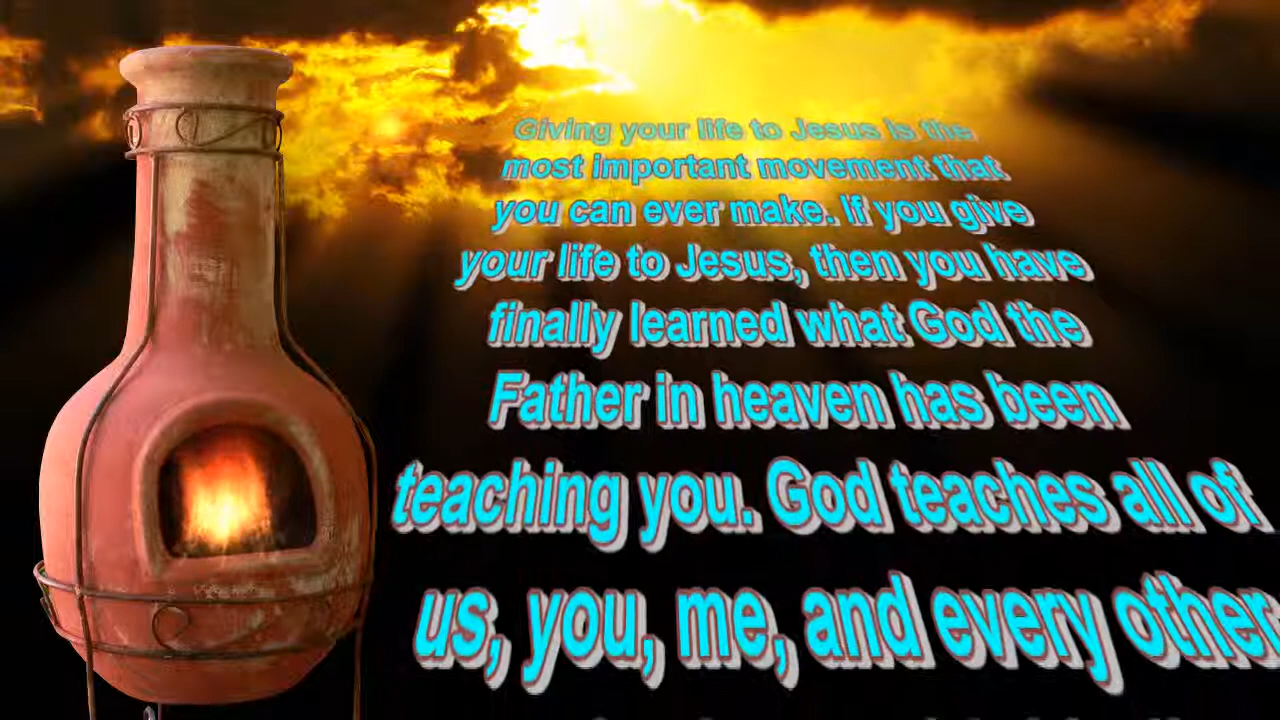 Giving your life to Jesus is the
most important movement that
you can ever make. If you give
your life to Jesus, then you have
finally learned what God the
Father in heaven has been
teaching you. God teaches all of
us, you, me, and every other